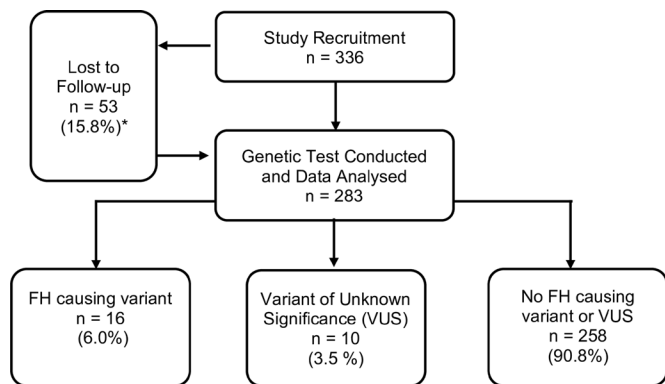 Study Recruitment
n = 336
Lost to
Follow-up
n = 53
(15.8%)*
Genetic Test Conducted
and Data Analysed
n = 283
FH causing variant
n = 16
(6.0%)
Variant of Unknown
Significance (VUS)
n = 10
(3.5 %)
No FH causing
variant or VUS
n = 258
(90.8%)